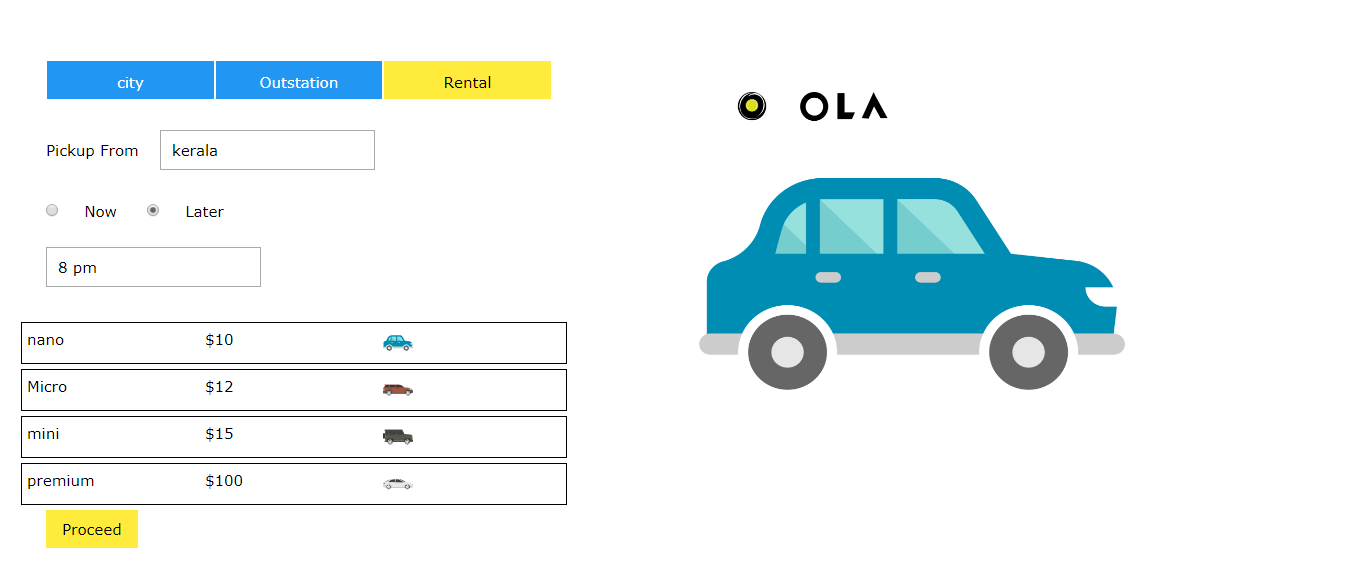 city Outstation Rental
OLA
Pickup From kerala
Now Later
8 pm
nano $10
Micro $12
mini $15
premium $100
Proceed